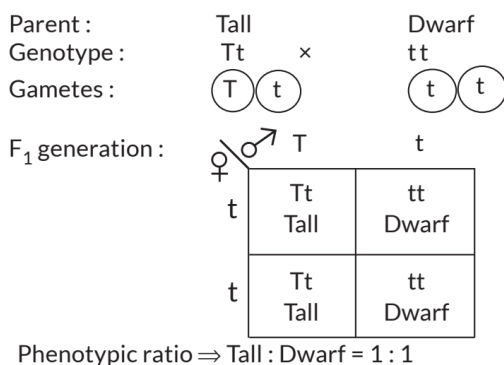 Parent : Tall Dwarf
Genotype : Tt × tt
Gametes : T t t t
F₁ generation : ♀ ♂ T t
t Tt tt
Tall Dwarf
t Tt tt
Tall Dwarf
Phenotypic ratio ⇒ Tall : Dwarf = 1 : 1